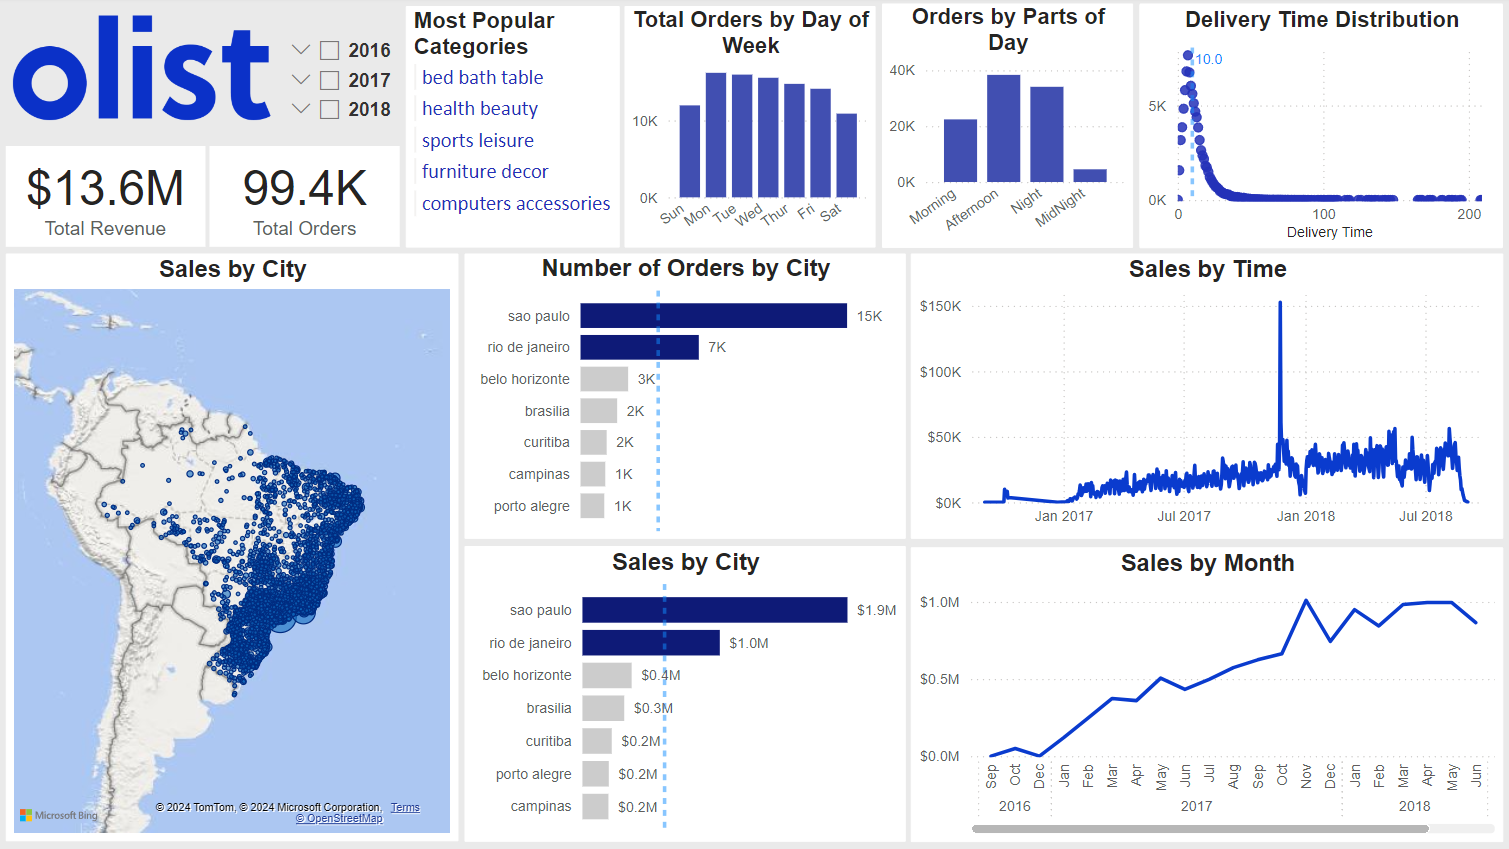 olist
2016
2017
2018
$13.6M
Total Revenue
99.4K
Total Orders
Most Popular
Categories
bed bath table
health beauty
sports leisure
furniture decor
computers accessories
Total Orders by Day of
Week
10K
0K
Sun
Mon
Tue
Wed
Thur
Fri
Sat
Orders by Parts of
Day
40K
20K
0K
Morning
Afternoon
Night
MidNight
Delivery Time Distribution
10.0
5K
0K
0
100
200
Delivery Time
Sales by City
Microsoft Bing
© 2024 TomTom, © 2024 Microsoft Corporation, Terms
© OpenStreetMap
Number of Orders by City
sao paulo 15K
rio de janeiro 7K
belo horizonte 3K
brasilia 2K
curitiba 2K
campinas 1K
porto alegre 1K
Sales by City
sao paulo $1.9M
rio de janeiro $1.0M
belo horizonte $0.4M
brasilia $0.3M
curitiba $0.2M
porto alegre $0.2M
campinas $0.2M
Sales by Time
$150K
$100K
$50K
$0K
Jan 2017 Jul 2017 Jan 2018 Jul 2018
Sales by Month
$1.0M
$0.5M
$0.0M
Sep Oct Dec Jan Feb Mar Apr May Jun Jul Aug Sep Oct Nov Dec Jan Feb Mar Apr May Jun
2016 2017 2018